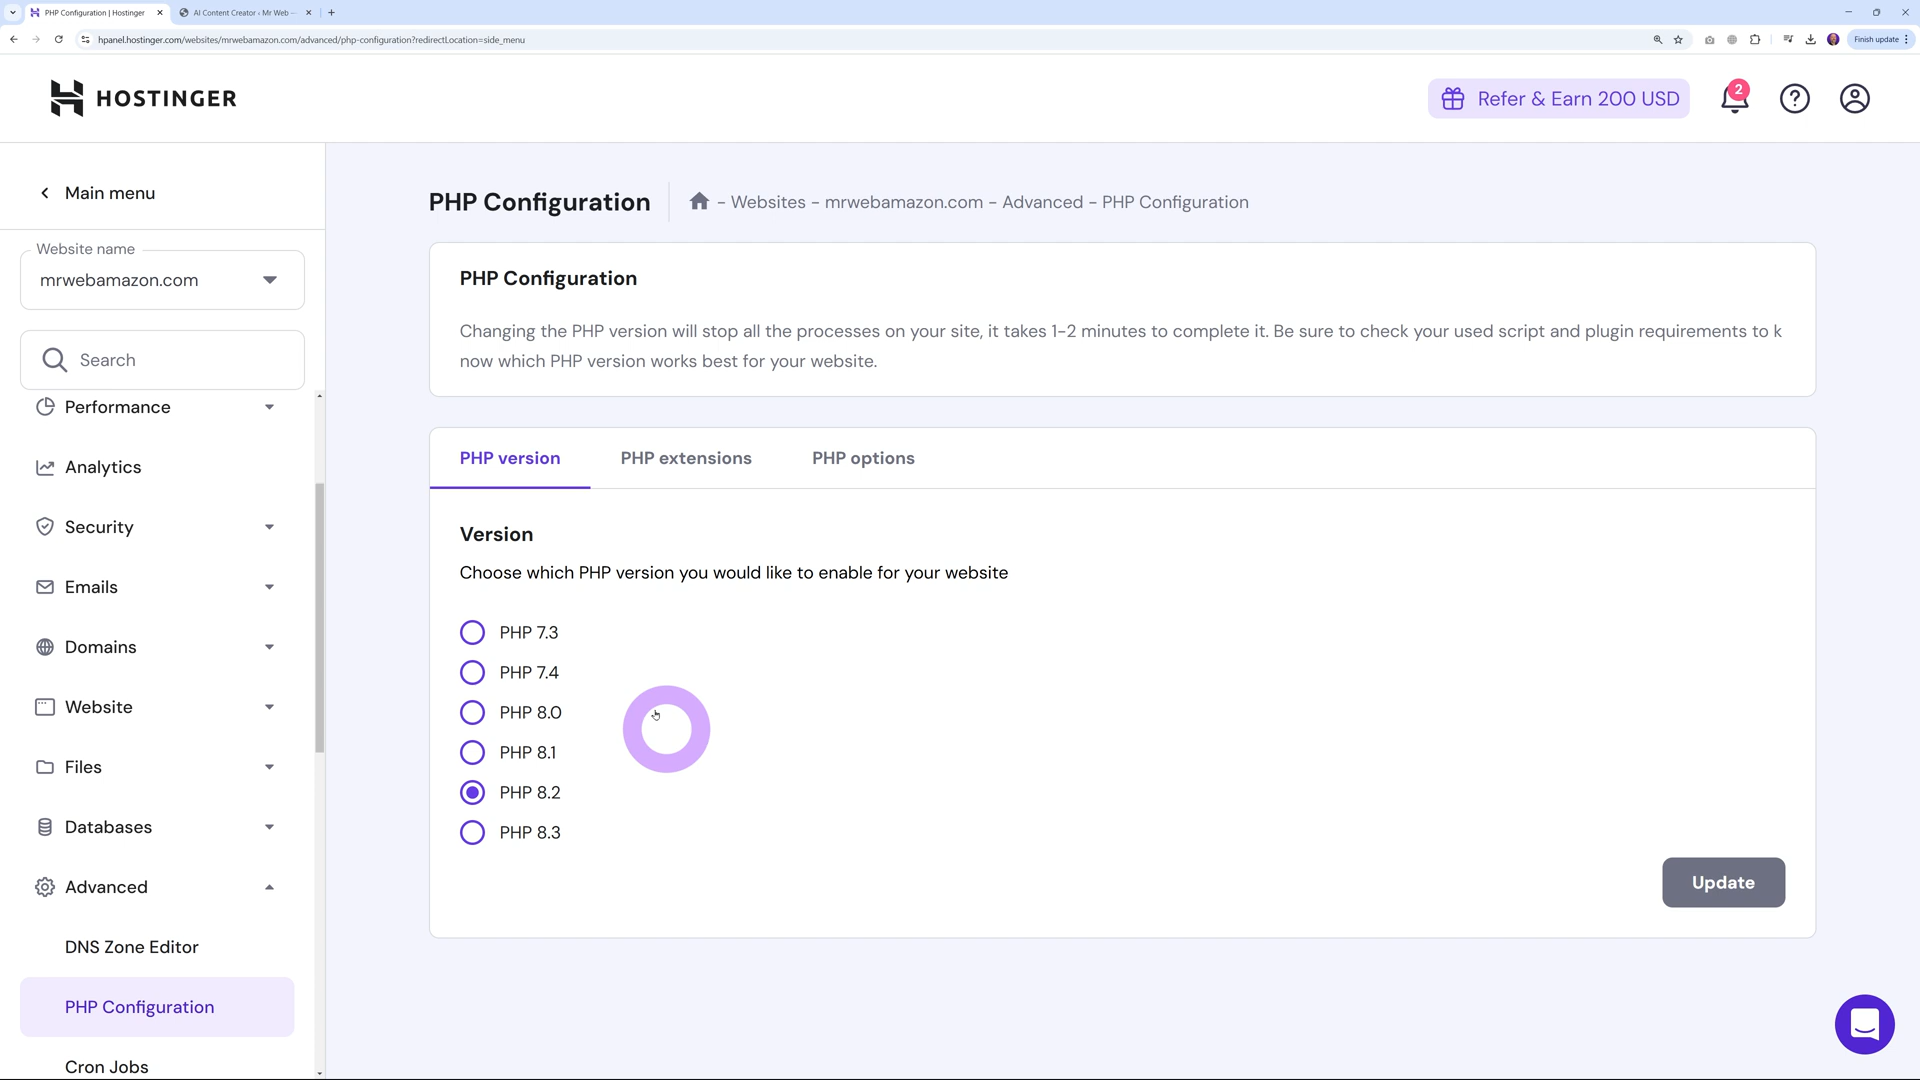 PHP Configuration | Hostinger
AI Content Creator ‹ Mr Web
hpanel.hostinger.com/websites/mrwebamazon.com/advanced/php-configuration?redirectLocation=side_menu
Finish update
HOSTINGER
Refer & Earn 200 USD
2
Main menu
PHP Configuration
- Websites - mrwebamazon.com - Advanced - PHP Configuration
Website name
mrwebamazon.com
Search
Performance
Analytics
Security
Emails
Domains
Website
Files
Databases
Advanced
DNS Zone Editor
PHP Configuration
Cron Jobs
PHP Configuration
Changing the PHP version will stop all the processes on your site, it takes 1-2 minutes to complete it. Be sure to check your used script and plugin requirements to k
now which PHP version works best for your website.
PHP version
PHP extensions
PHP options
Version
Choose which PHP version you would like to enable for your website
PHP 7.3
PHP 7.4
PHP 8.0
PHP 8.1
PHP 8.2
PHP 8.3
Update